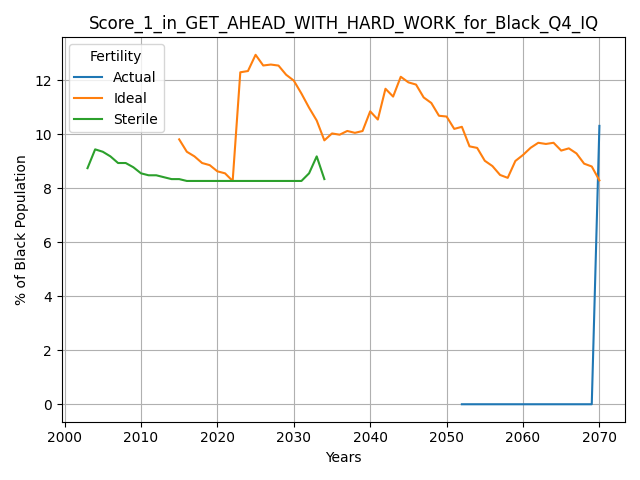 Score_1_in_GET_AHEAD_WITH_HARD_WORK_for_Black_Q4_IQ
Fertility
Actual
Ideal
Sterile
% of Black Population
12
10
8
6
4
2
0
2000 2010 2020 2030 2040 2050 2060 2070
Years